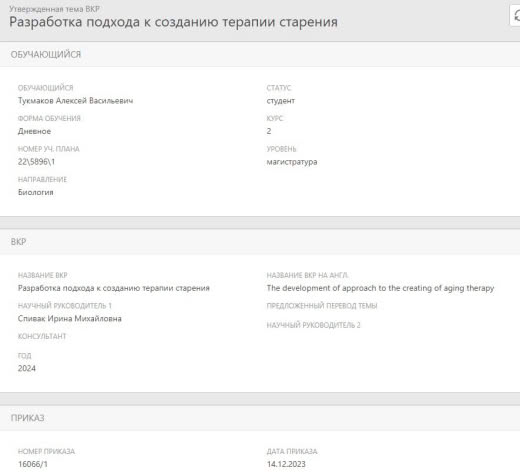 Утвержденная тема ВКР
Разработка подхода к созданию терапии старения
ОБУЧАЮЩИЙСЯ
ОБУЧАЮЩИЙСЯ
Тукмаков Алексей Васильевич
СТАТУС
студент
ФОРМА ОБУЧЕНИЯ
Дневное
КУРС
2
НОМЕР УЧ. ПЛАНА
22\5896\1
УРОВЕНЬ
магистратура
НАПРАВЛЕНИЕ
Биология
ВКР
НАЗВАНИЕ ВКР
Разработка подхода к созданию терапии старения
НАЗВАНИЕ ВКР НА АНГЛ.
The development of approach to the creating of aging therapy
НАУЧНЫЙ РУКОВОДИТЕЛЬ 1
Спивак Ирина Михайловна
ПРЕДЛОЖЕННЫЙ ПЕРЕВОД ТЕМЫ
НАУЧНЫЙ РУКОВОДИТЕЛЬ 2
КОНСУЛЬТАНТ
ГОД
2024
ПРИКАЗ
НОМЕР ПРИКАЗА
16066/1
ДАТА ПРИКАЗА
14.12.2023